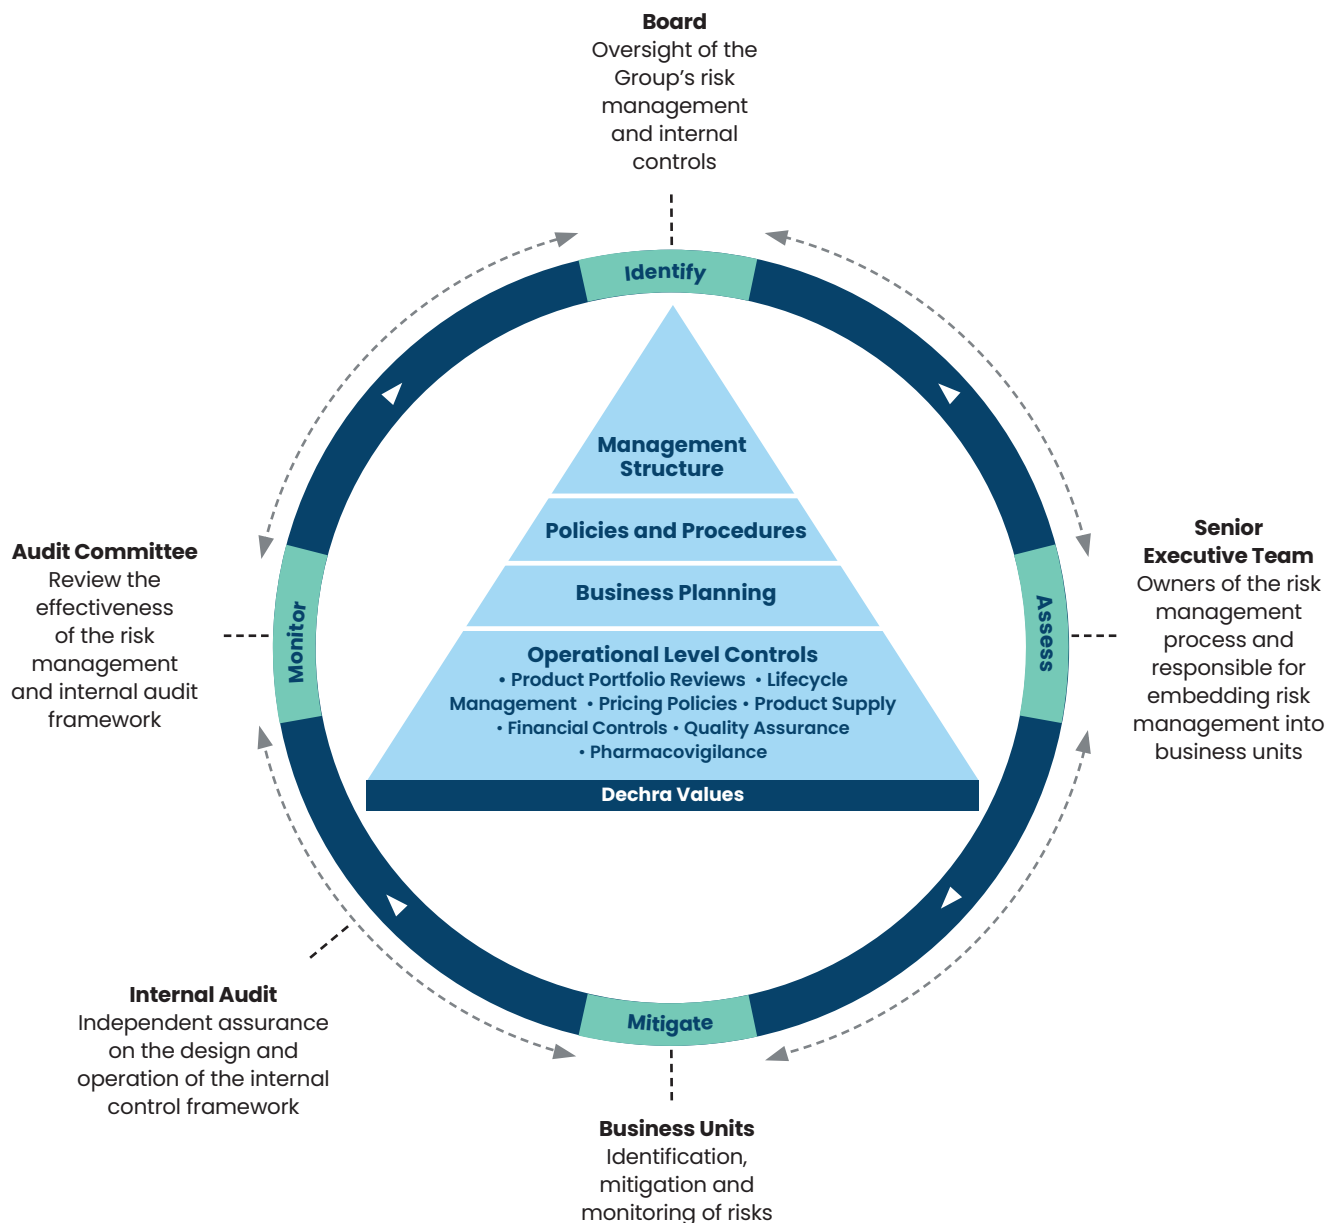 Board
Oversight of the
Group’s risk
management
and internal
controls
Identify
Management
Structure
Policies and Procedures
Business Planning
Operational Level Controls
• Product Portfolio Reviews • Lifecycle
Management • Pricing Policies • Product Supply
• Financial Controls • Quality Assurance
• Pharmacovigilance
Dechra Values
Senior
Executive Team
Owners of the risk
management
process and
responsible for
embedding risk
management into
business units
Assess
Audit Committee
Review the
effectiveness
of the risk
management
and internal audit
framework
Monitor
Internal Audit
Independent assurance
on the design and
operation of the internal
control framework
Mitigate
Business Units
Identification,
mitigation and
monitoring of risks